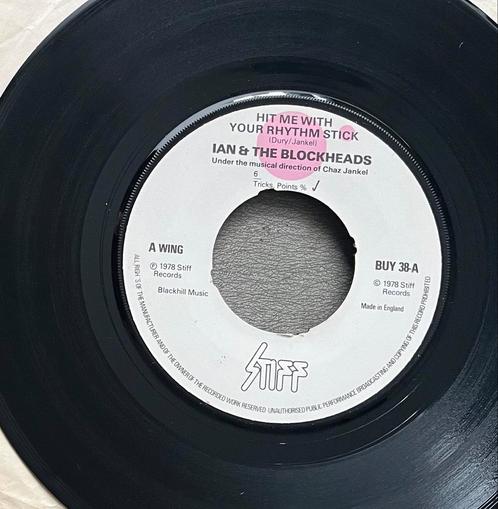 HIT ME WITH
YOUR RHYTHM STICK
(Dury/Jankel)
IAN & THE BLOCKHEADS
Under the musical direction of Chaz Jankel
6
Tricks, Points % ✓
A WING
℗ 1978 Stiff
Records
Blackhill Music
BUY 38-A
© 1978 Stiff
Records
Made in England
STIFF
ALL RIGHTS OF THE MANUFACTURER AND OF THE OWNER OF THE RECORDED WORK RESERVED UNAUTHORISED PUBLIC PERFORMANCE BROADCASTING AND COPYING OF THIS RECORD PROHIBITED